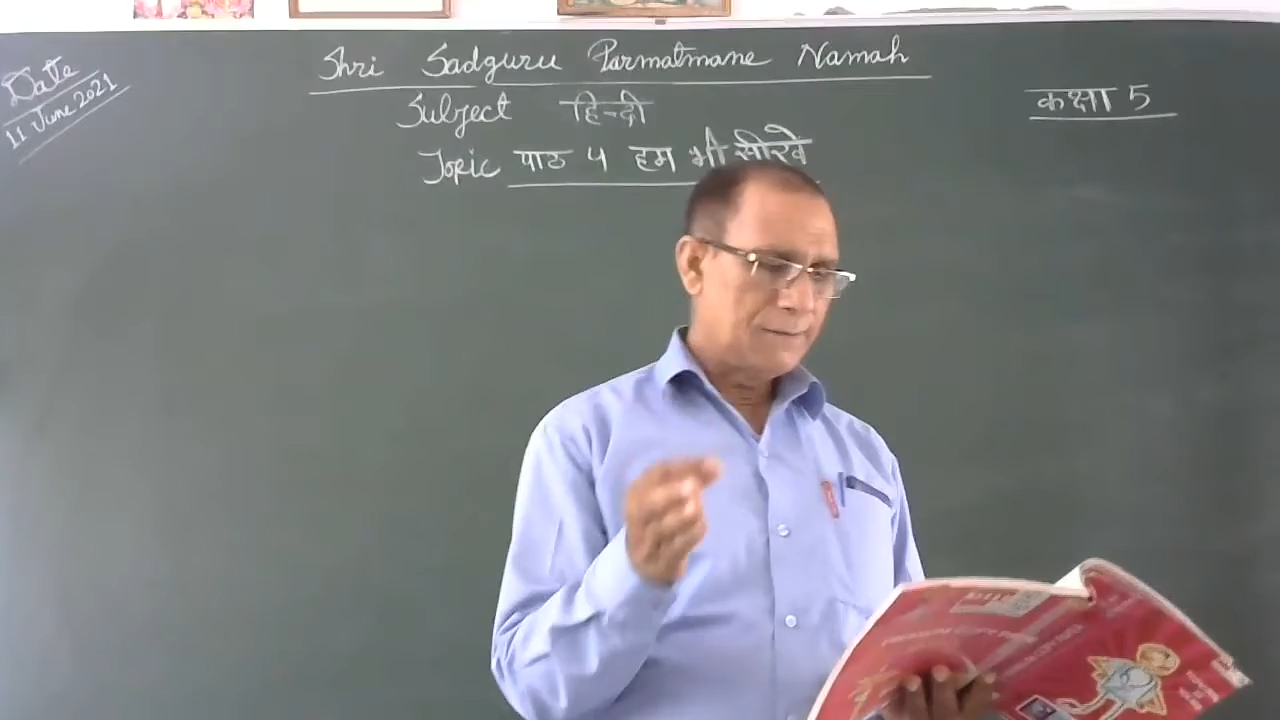 Shri Sadguru Parmatmane Namah
Date
11 June 2021
Subject हिन्दी
कक्षा 5
Topic पाठ 4 हम भी सीखें